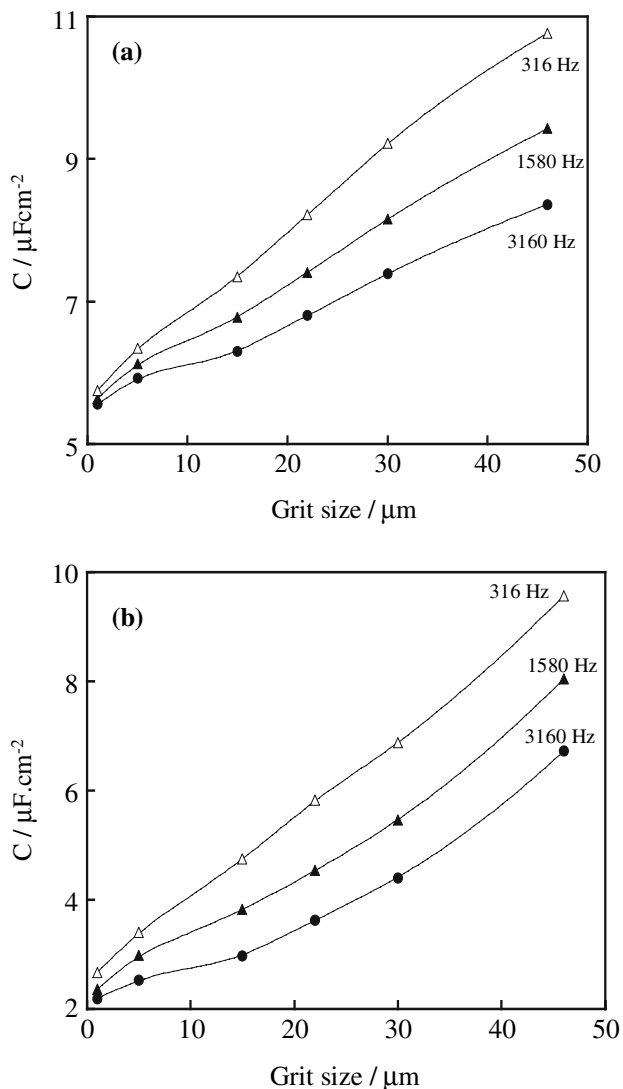 11
(a)
316 Hz
9
1580 Hz
C / μFcm-2
3160 Hz
7
5
0 10 20 30 40 50
Grit size / μm
10
(b)
316 Hz
8
1580 Hz
C / μF.cm-2
3160 Hz
6
4
2
0 10 20 30 40 50
Grit size / μm